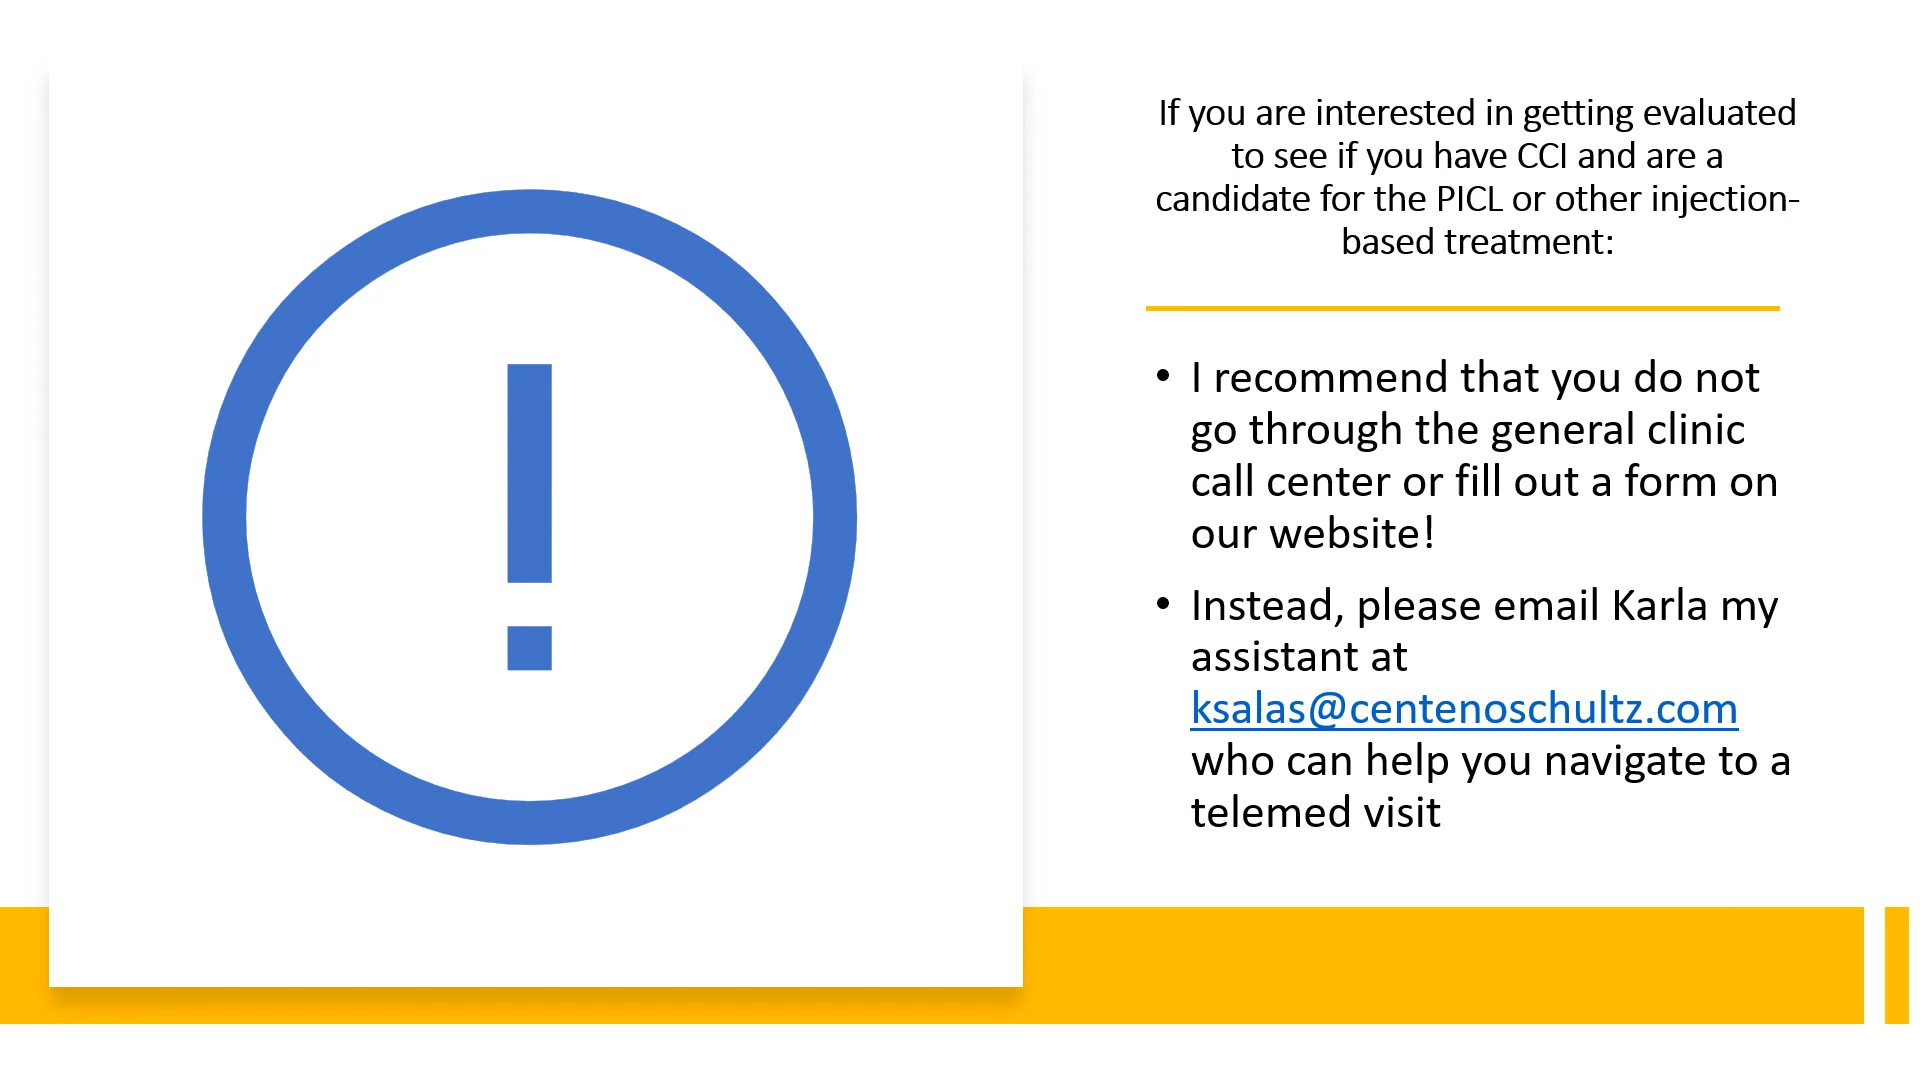 If you are interested in getting evaluated
to see if you have CCI and are a
candidate for the PICL or other injection-
based treatment:
• I recommend that you do not
go through the general clinic
call center or fill out a form on
our website!
• Instead, please email Karla my
assistant at
ksalas@centenoschultz.com
who can help you navigate to a
telemed visit